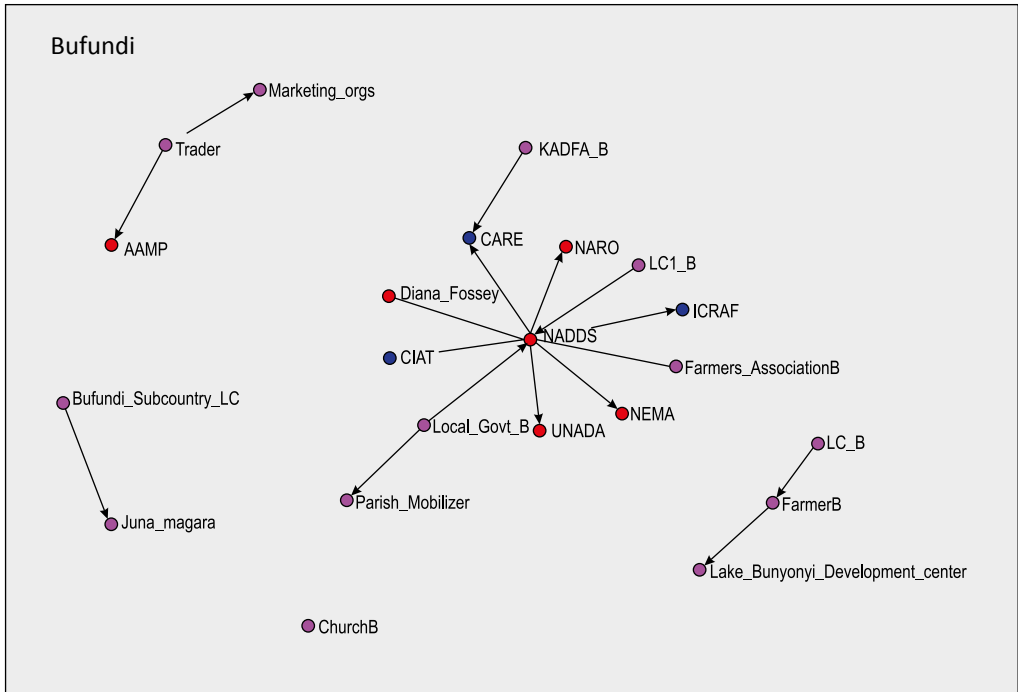 Bufundi
Marketing_orgs
Trader
KADFA_B
CARE
NARO
AAMP
LC1_B
Diana_Fossey
ICRAF
NADDS
CIAT
Farmers_AssociationB
Bufundi_Subcountry_LC
NEMA
Local_Govt_B
UNADA
LC_B
Parish_Mobilizer
FarmerB
Juna_magara
Lake_Bunyonyi_Development_center
ChurchB